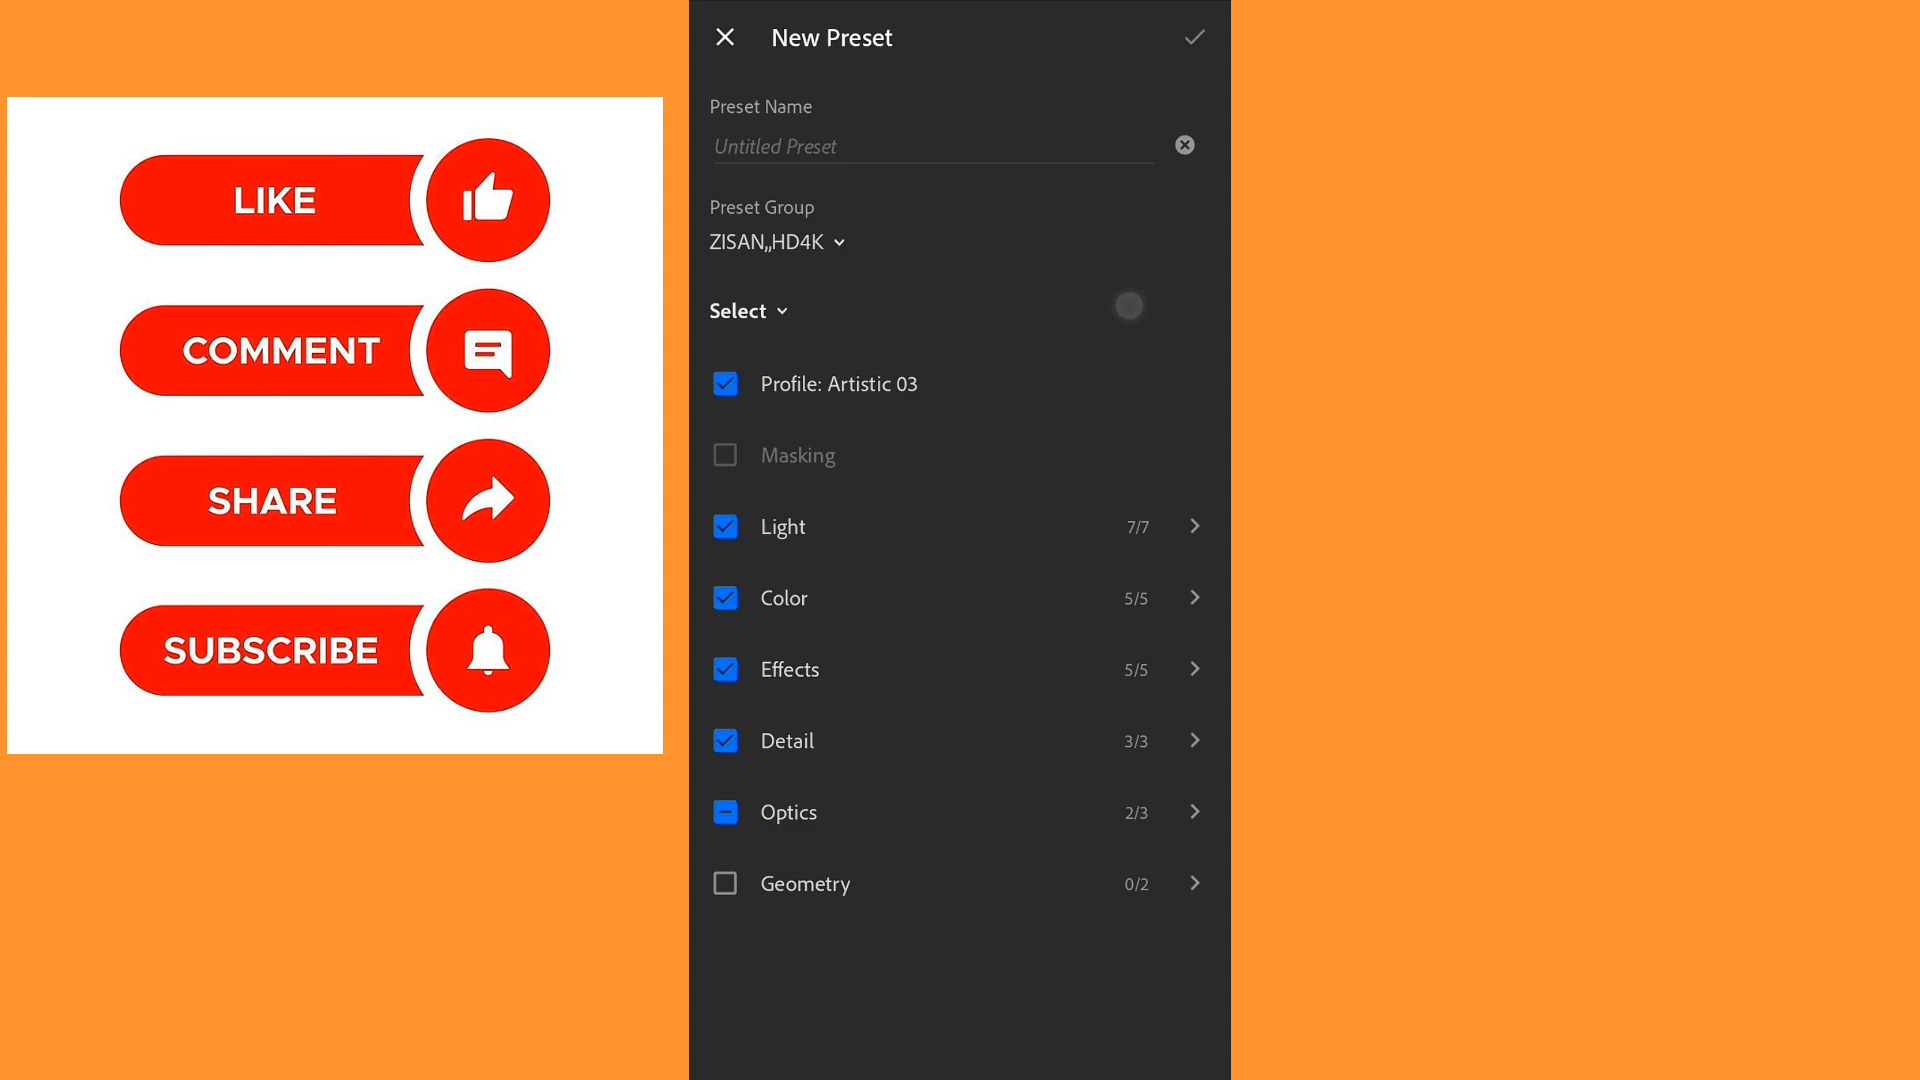 LIKE
COMMENT
SHARE
SUBSCRIBE
New Preset
Preset Name
Untitled Preset
Preset Group
ZISAN,,HD4K
Select
Profile: Artistic 03
Masking
Light 7/7
Color 5/5
Effects 5/5
Detail 3/3
Optics 2/3
Geometry 0/2